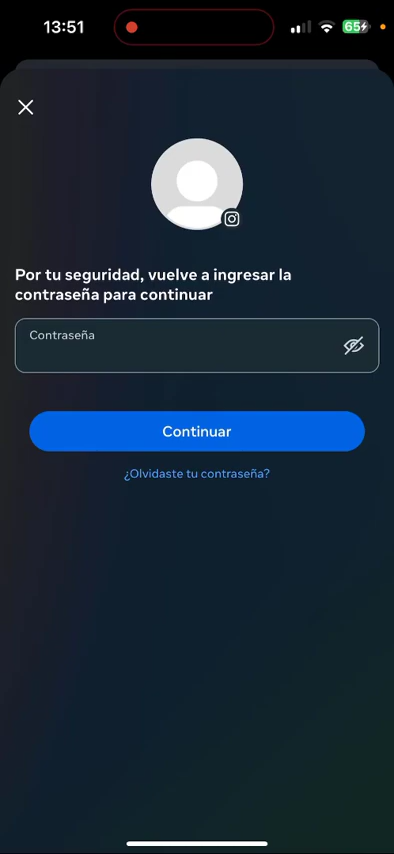 13:51
65
Por tu seguridad, vuelve a ingresar la
contraseña para continuar
Contraseña
Continuar
¿Olvidaste tu contraseña?